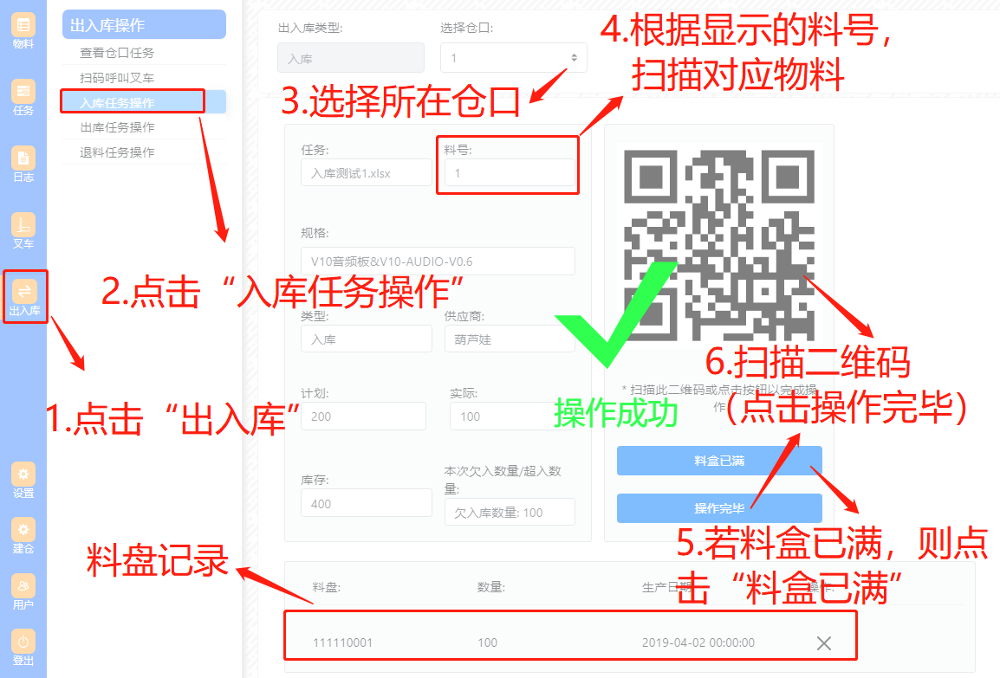 物料
任务
日志
叉车
出入库
设置
建仓
用户
登出
出入库操作
查看仓口任务
扫码呼叫叉车
入库任务操作
出库任务操作
退料任务操作
出入库类型:
入库
选择仓口:
1
4.根据显示的料号，
扫描对应物料
3.选择所在仓口
任务:
入库测试1.xlsx
料号:
1
规格:
V10音频板&V10-AUDIO-V0.6
2.点击“入库任务操作”
类型:
入库
供应商:
葫芦娃
1.点击“出入库”
计划:
200
实际:
100
库存:
400
本次欠入数量/超入数
量:
欠入库数量: 100
操作成功
6.扫描二维码
（点击操作完毕）
* 扫描此二维码或点击按钮以完成操
作
料盒已满
操作完毕
5.若料盒已满，则点
击“料盒已满”
料盘记录
料盘:
数量:
生产日期:
操作:
111110001
100
2019-04-02 00:00:00